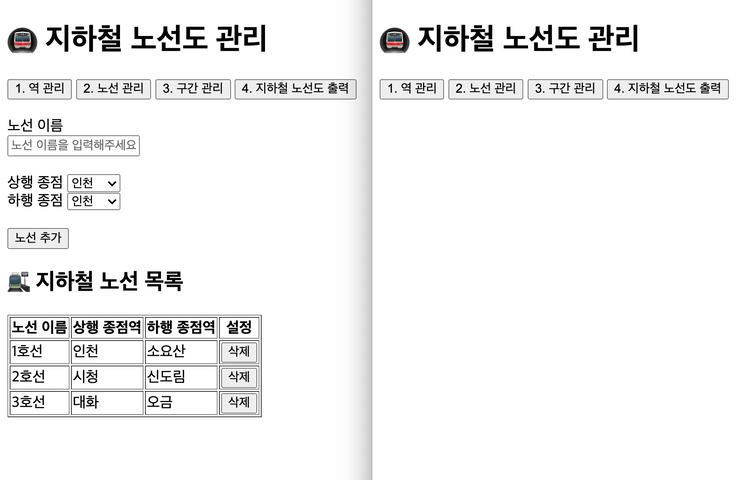 지하철 노선도 관리
1. 역 관리 2. 노선 관리 3. 구간 관리 4. 지하철 노선도 출력
노선 이름
노선 이름을 입력해주세요
상행 종점 인천
하행 종점 인천
노선 추가
지하철 노선 목록
노선 이름 상행 종점역 하행 종점역 설정
1호선 인천 소요산 삭제
2호선 시청 신도림 삭제
3호선 대화 오금 삭제
지하철 노선도 관리
1. 역 관리 2. 노선 관리 3. 구간 관리 4. 지하철 노선도 출력